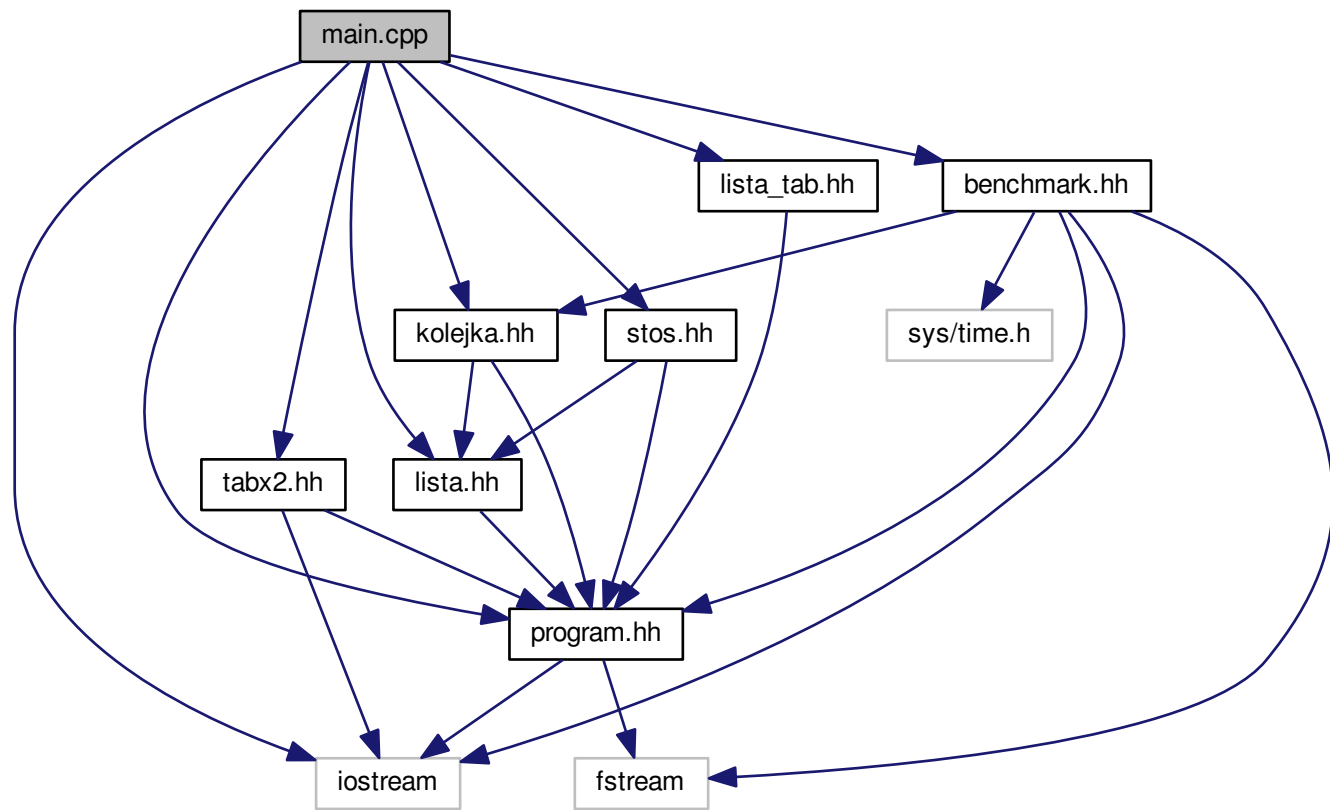 main.cpp
lista_tab.hh
benchmark.hh
kolejka.hh
stos.hh
sys/time.h
tabx2.hh
lista.hh
program.hh
iostream
fstream